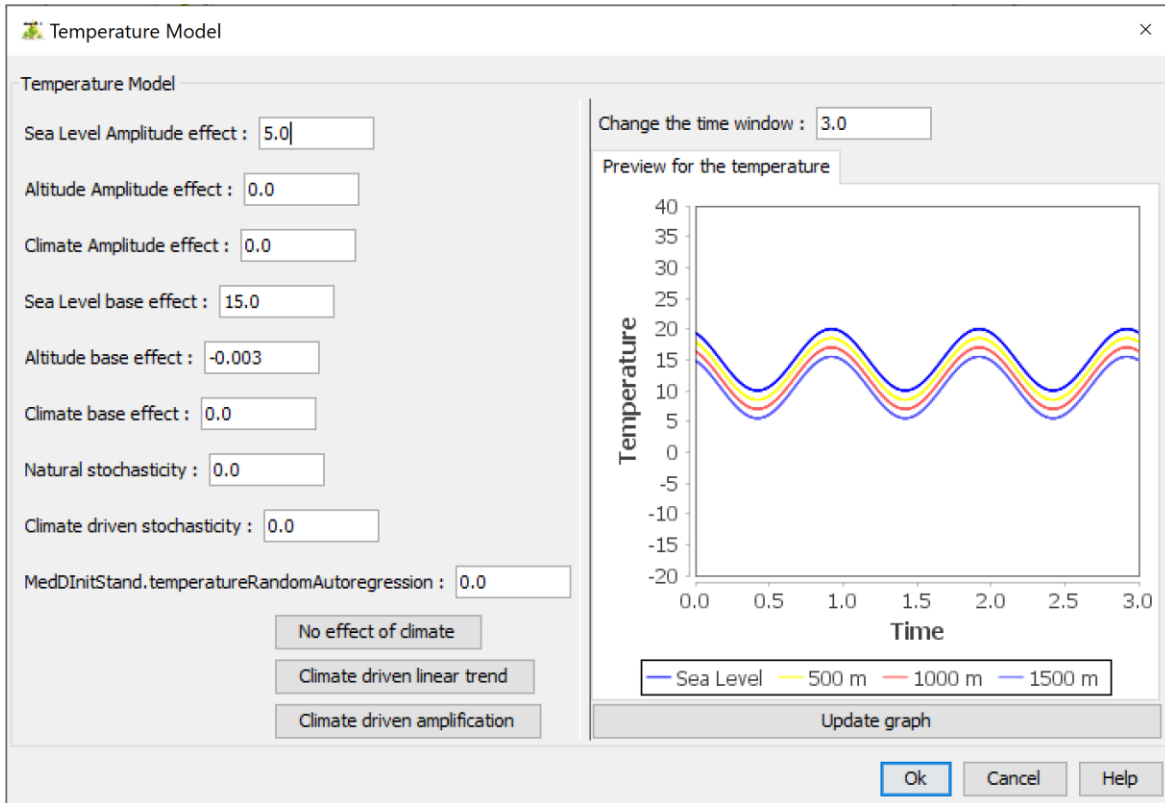 Temperature Model
Temperature Model
Sea Level Amplitude effect : 5.0
Altitude Amplitude effect : 0.0
Climate Amplitude effect : 0.0
Sea Level base effect : 15.0
Altitude base effect : -0.003
Climate base effect : 0.0
Natural stochasticity : 0.0
Climate driven stochasticity : 0.0
MedDInitStand.temperatureRandomAutoregression : 0.0
No effect of climate
Climate driven linear trend
Climate driven amplification
Change the time window : 3.0
Preview for the temperature
40
35
30
25
20
15
10
5
0
-5
-10
-15
-20
Temperature
0.0 0.5 1.0 1.5 2.0 2.5 3.0
Time
Sea Level 500 m 1000 m 1500 m
Update graph
Ok Cancel Help